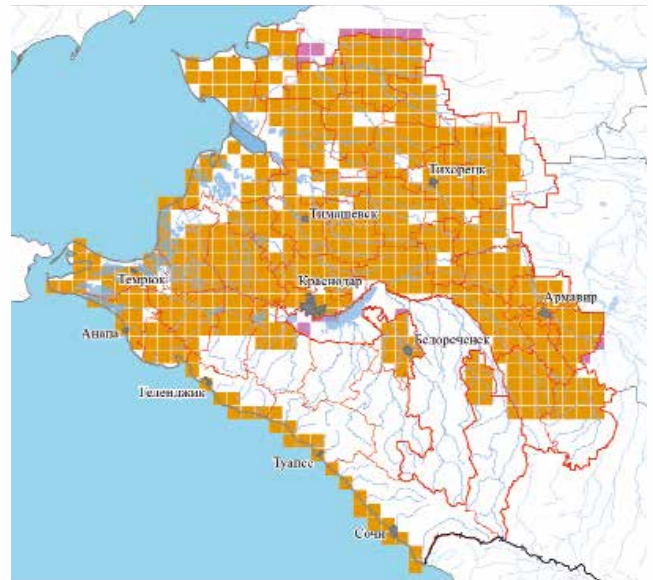 Тихорецк
Тимашевск
Темрюк
Краснодар
Армавир
Анапа
Белореченск
Геленджик
Туапсе
Сочи